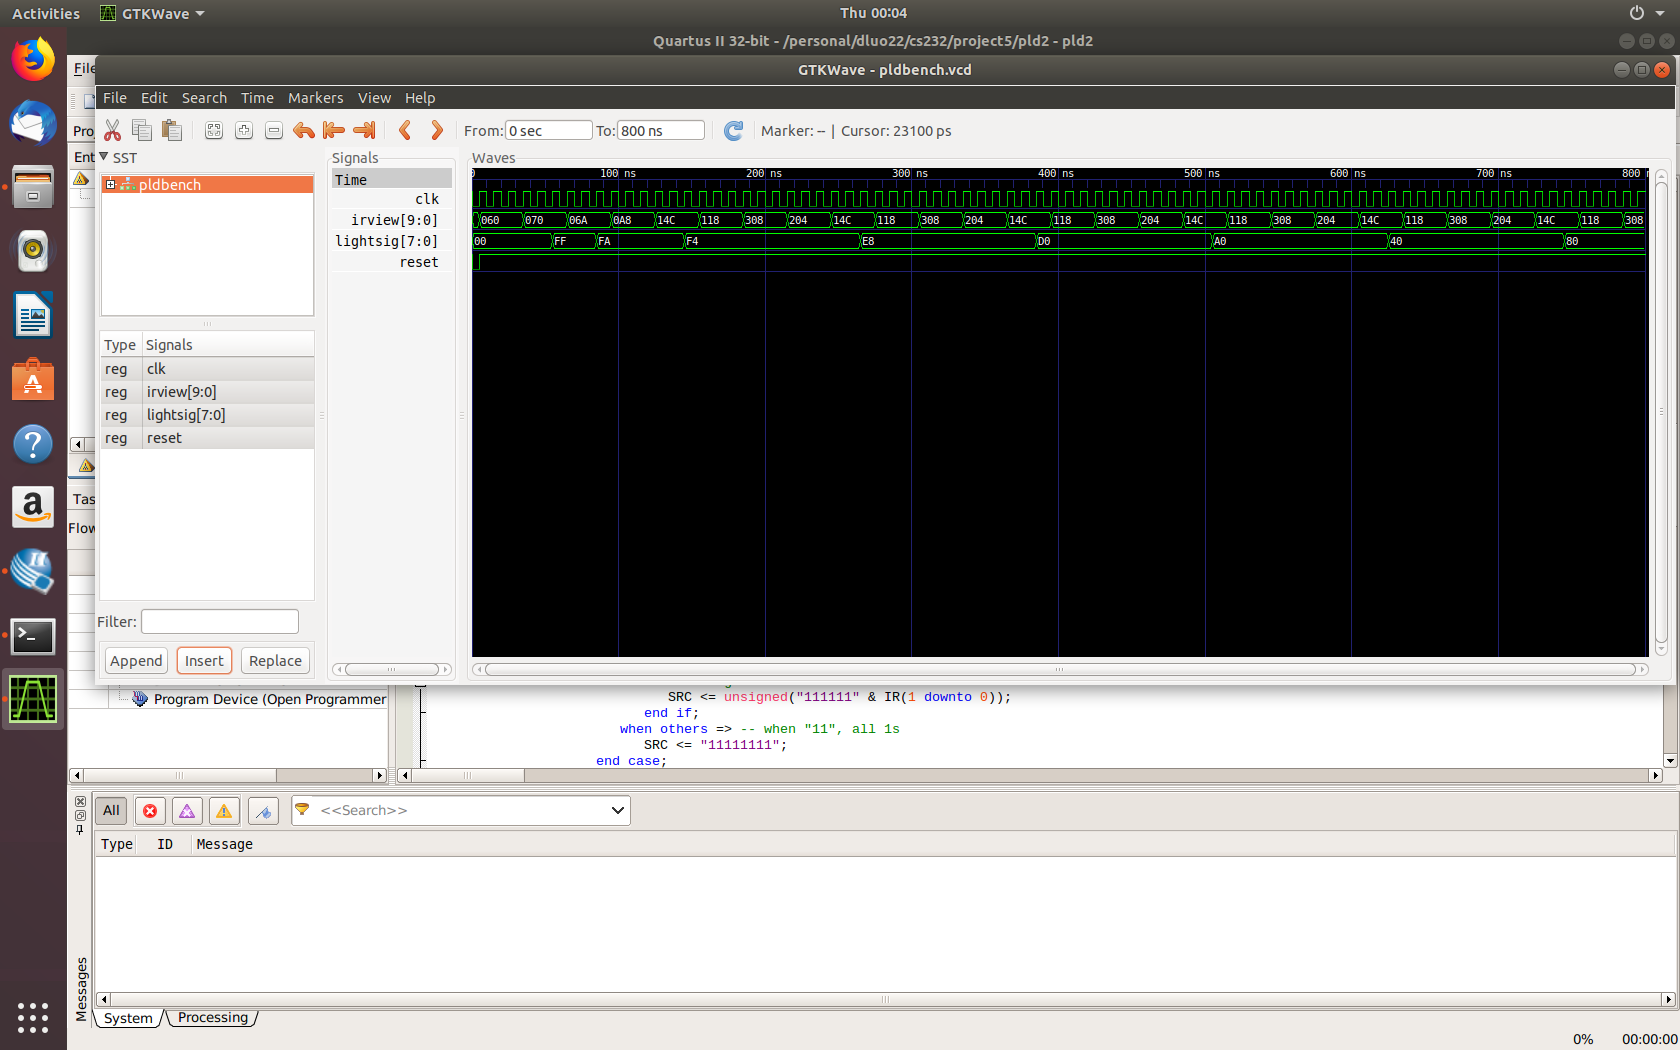 Activities GTKWave Thu 00:04
Quartus II 32-bit - /personal/dluo22/cs232/project5/pld2 - pld2
File
GTKWave - pldbench.vcd
File Edit Search Time Markers View Help
From: 0 sec To: 800 ns Marker: -- | Cursor: 23100 ps
Proj
Ent
SST
pldbench
Signals
Time
clk
irview[9:0]
lightsig[7:0]
reset
Waves
0 100 ns 200 ns 300 ns 400 ns 500 ns 600 ns 700 ns 800 n
060 070 06A 0A8 14C 118 308 204 14C 118 308 204 14C 118 308 204 14C 118 308 204 14C 118 308 204 14C 118 308
00 FF FA F4 E8 D0 A0 40 80
Type Signals
reg clk
reg irview[9:0]
reg lightsig[7:0]
reg reset
Tas
Flow
Filter:
Append Insert Replace
Program Device (Open Programmer
SRC <= unsigned("111111" & IR(1 downto 0));
end if;
when others => -- when "11", all 1s
SRC <= "11111111";
end case;
All <<Search>>
Type ID Message
Messages
System Processing
0% 00:00:00